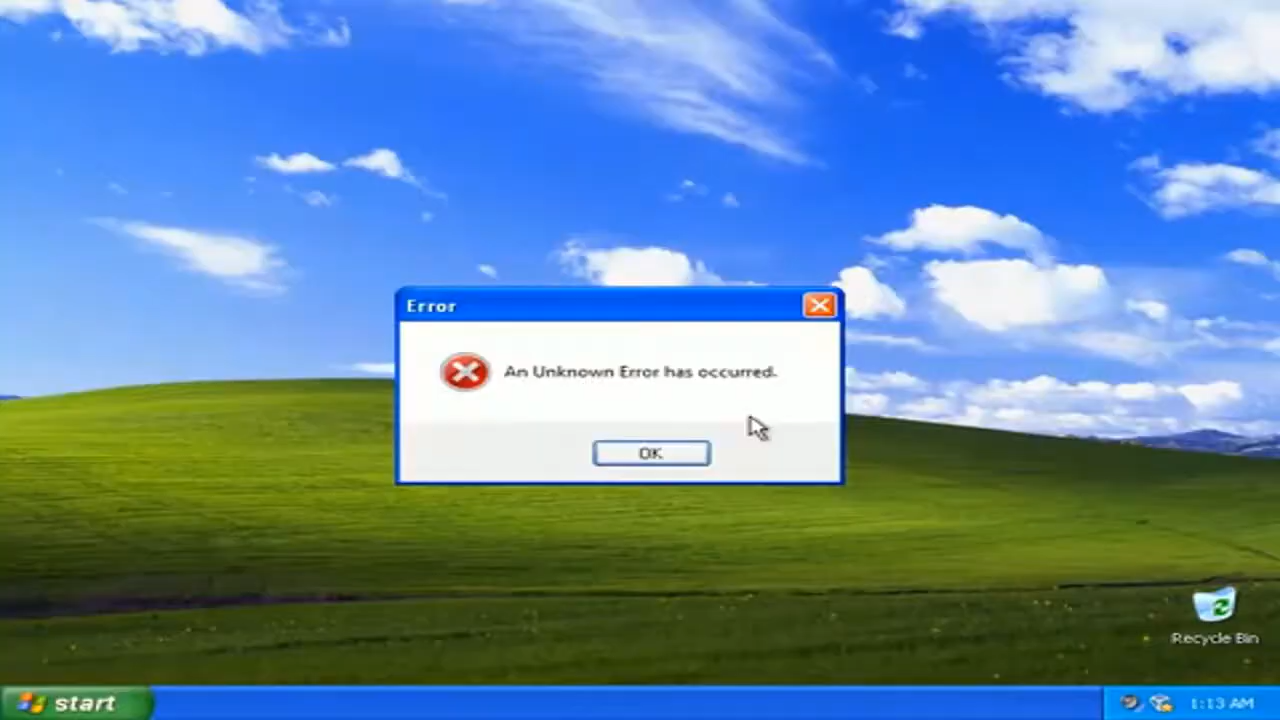 Error
An Unknown Error has occurred.
OK
Recycle Bin
start
1:13 AM